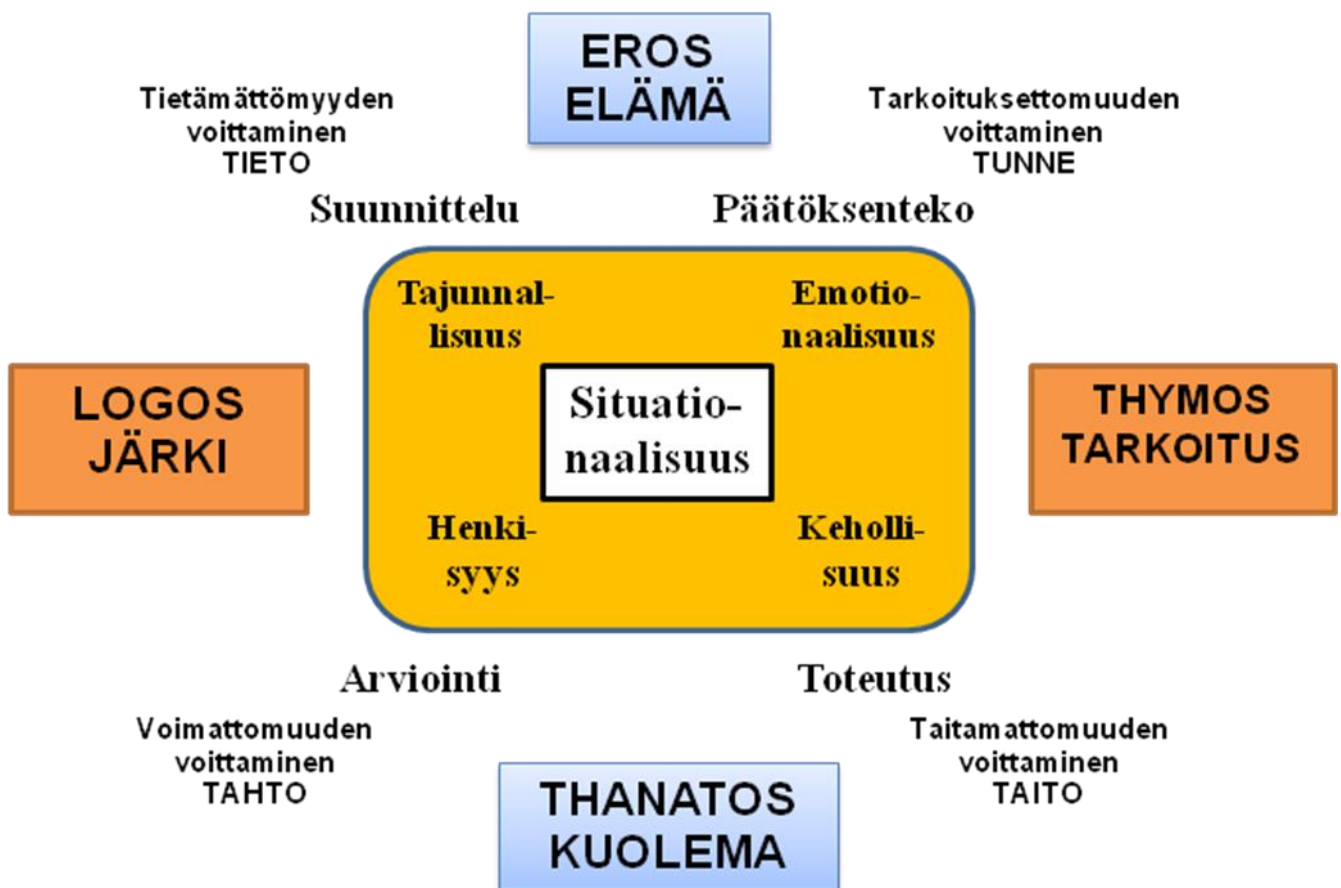 EROS
ELÄMÄ
Tietämättömyyden
voittaminen
TIETO
Tarkoituksettomuuden
voittaminen
TUNNE
Suunnittelu
Päätöksenteko
Tajunnal-
lisuus
Emotio-
naalisuus
LOGOS
JÄRKI
Situatio-
naalisuus
THYMOS
TARKOITUS
Henki-
syys
Keholli-
suus
Arviointi
Toteutus
Voimattomuuden
voittaminen
TAHTO
Taitamattomuuden
voittaminen
TAITO
THANATOS
KUOLEMA